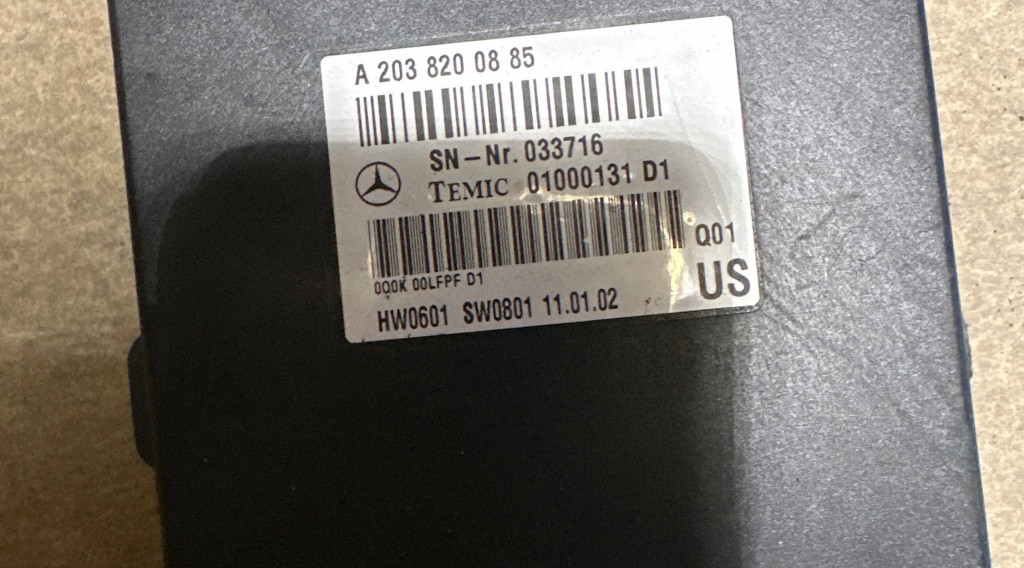 A 203 820 08 85
SN-Nr. 033716
TEMIC 01000131 D1
Q01
000K 00LFPF D1
US
HW0601 SW0801 11.01.02